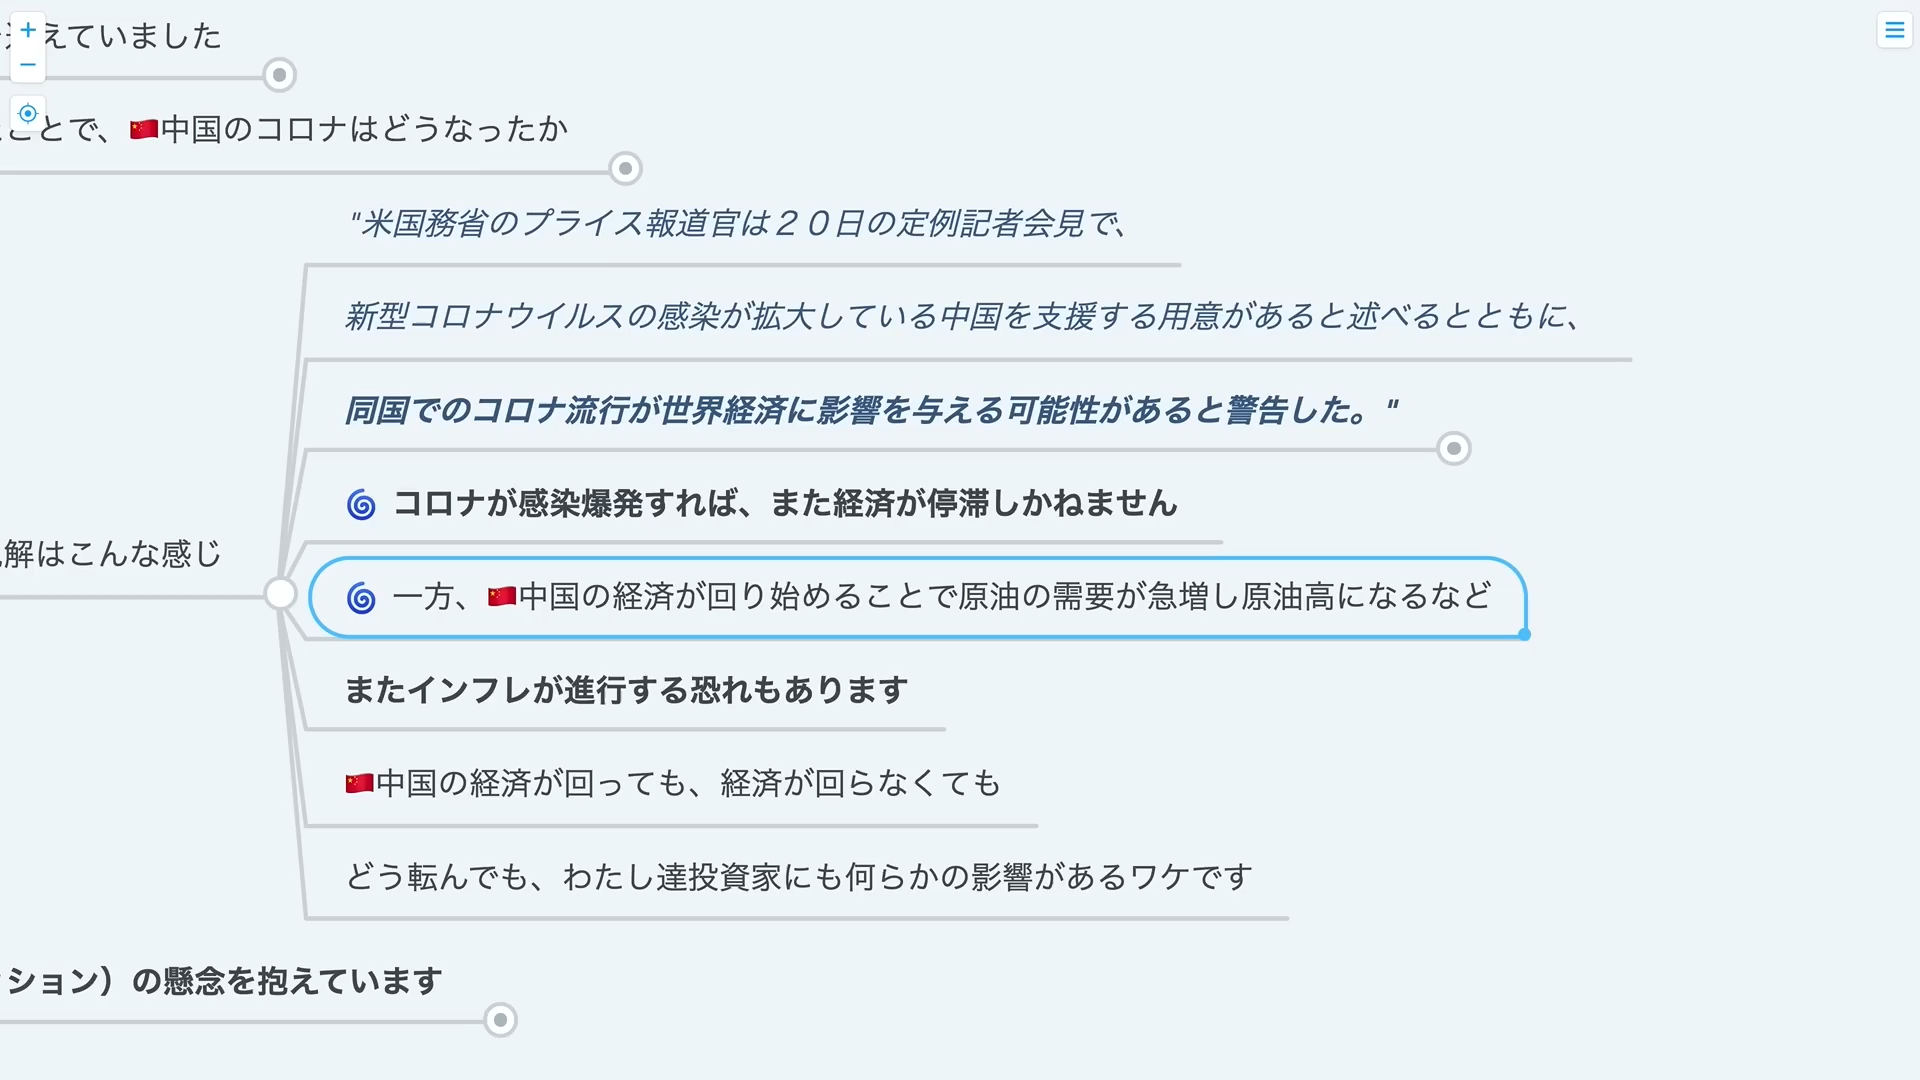 えていました
ことで、🇨🇳中国のコロナはどうなったか
"米国務省のプライス報道官は２０日の定例記者会見で、
新型コロナウイルスの感染が拡大している中国を支援する用意があると述べるとともに、
同国でのコロナ流行が世界経済に影響を与える可能性があると警告した。"
🌀 コロナが感染爆発すれば、また経済が停滞しかねません
解はこんな感じ
🌀 一方、🇨🇳中国の経済が回り始めることで原油の需要が急増し原油高になるなど
またインフレが進行する恐れもあります
🇨🇳中国の経済が回っても、経済が回らなくても
どう転んでも、わたし達投資家にも何らかの影響があるワケです
ション）の懸念を抱えています